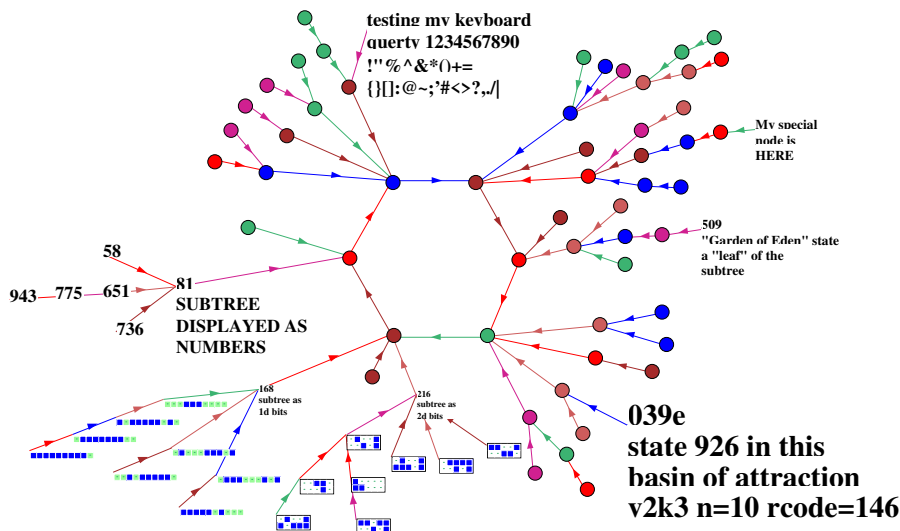 testing my keyboard
querty 1234567890
!"%^&*()+=
{}[]:@~;'#<>?,./|
My special
node is
HERE
509
"Garden of Eden" state
a "leaf" of the
subtree
58
943
775
651
81
736
SUBTREE
DISPLAYED AS
NUMBERS
168
subtree as
1d bits
216
subtree as
2d bits
039e
state 926 in this
basin of attraction
v2k3 n=10 rcode=146